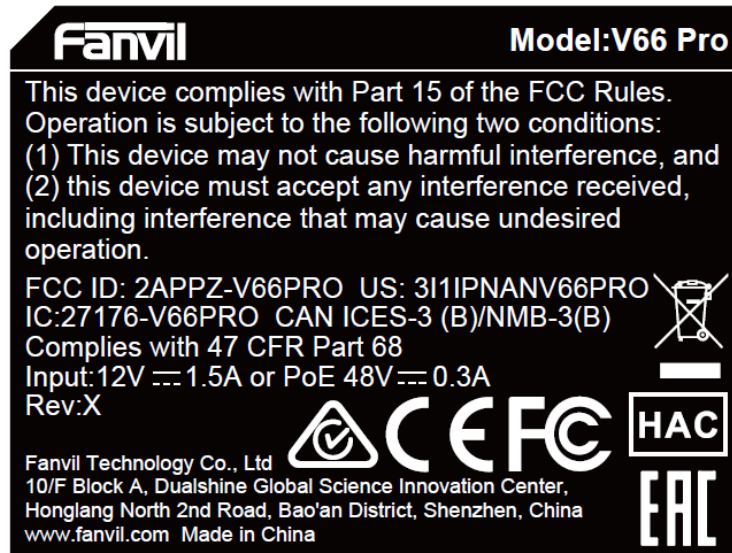 Fanvil
Model:V66 Pro
This device complies with Part 15 of the FCC Rules.
Operation is subject to the following two conditions:
(1) This device may not cause harmful interference, and
(2) this device must accept any interference received,
including interference that may cause undesired
operation.
FCC ID: 2APPZ-V66PRO  US: 3I1IPNANV66PRO
IC:27176-V66PRO  CAN ICES-3 (B)/NMB-3(B)
Complies with 47 CFR Part 68
Input:12V ⎓ 1.5A or PoE 48V ⎓ 0.3A
Rev:X
CE FC
HAC
EAC
Fanvil Technology Co., Ltd
10/F Block A, Dualshine Global Science Innovation Center,
Honglang North 2nd Road, Bao'an District, Shenzhen, China
www.fanvil.com  Made in China